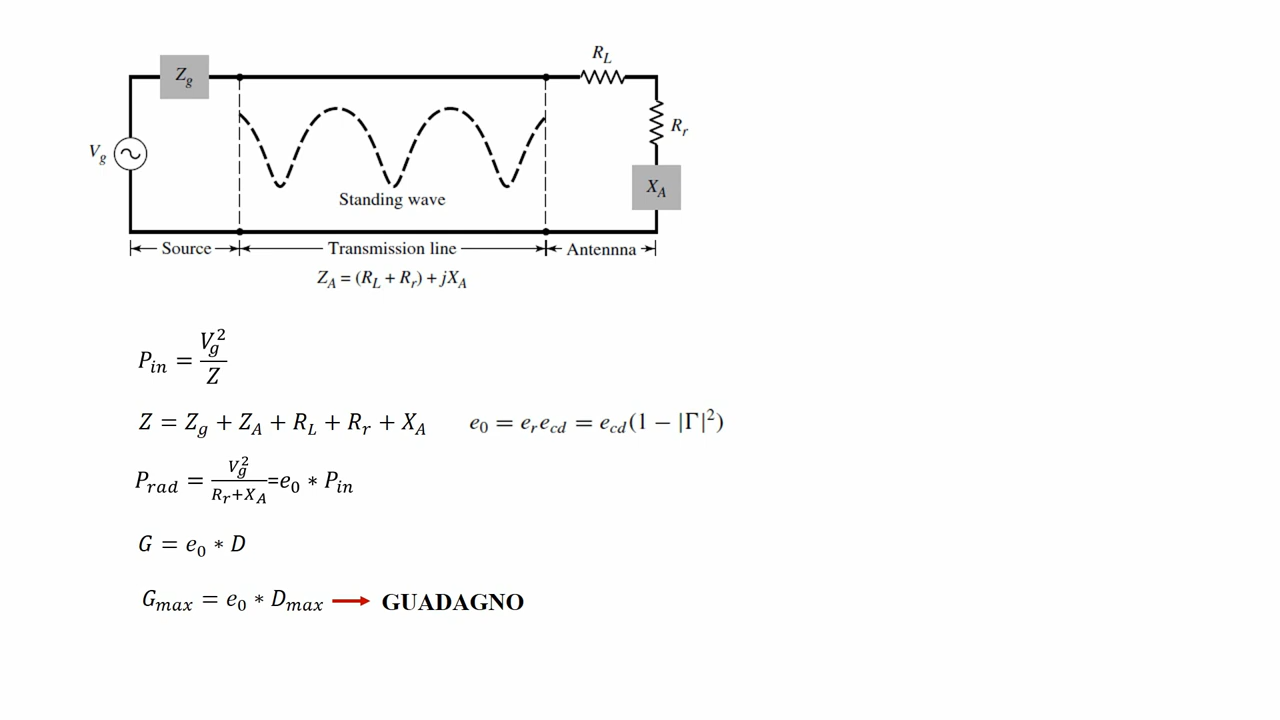 R_L
Z_g
R_r
V_g
X_A
Standing wave
Source Transmission line Antennna
Z_A = (R_L + R_r) + jX_A
P_in = V_g^2 / Z
Z = Z_g + Z_A + R_L + R_r + X_A e_0 = e_r e_cd = e_cd(1 − |Γ|^2)
P_rad = V_g^2 / (R_r+X_A) =e_0 ∗ P_in
G = e_0 ∗ D
G_max = e_0 ∗ D_max → GUADAGNO